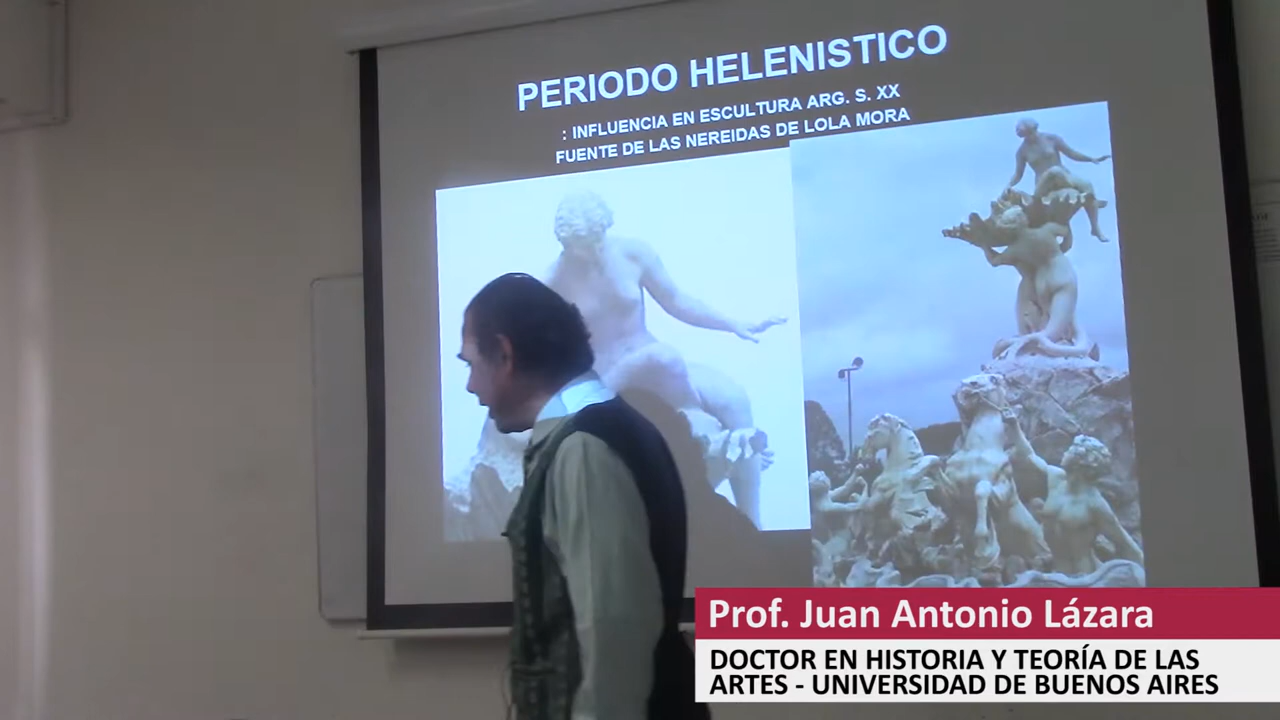 PERIODO HELENISTICO
: INFLUENCIA EN ESCULTURA ARG. S. XX
FUENTE DE LAS NEREIDAS DE LOLA MORA
Prof. Juan Antonio Lázara
DOCTOR EN HISTORIA Y TEORÍA DE LAS
ARTES - UNIVERSIDAD DE BUENOS AIRES